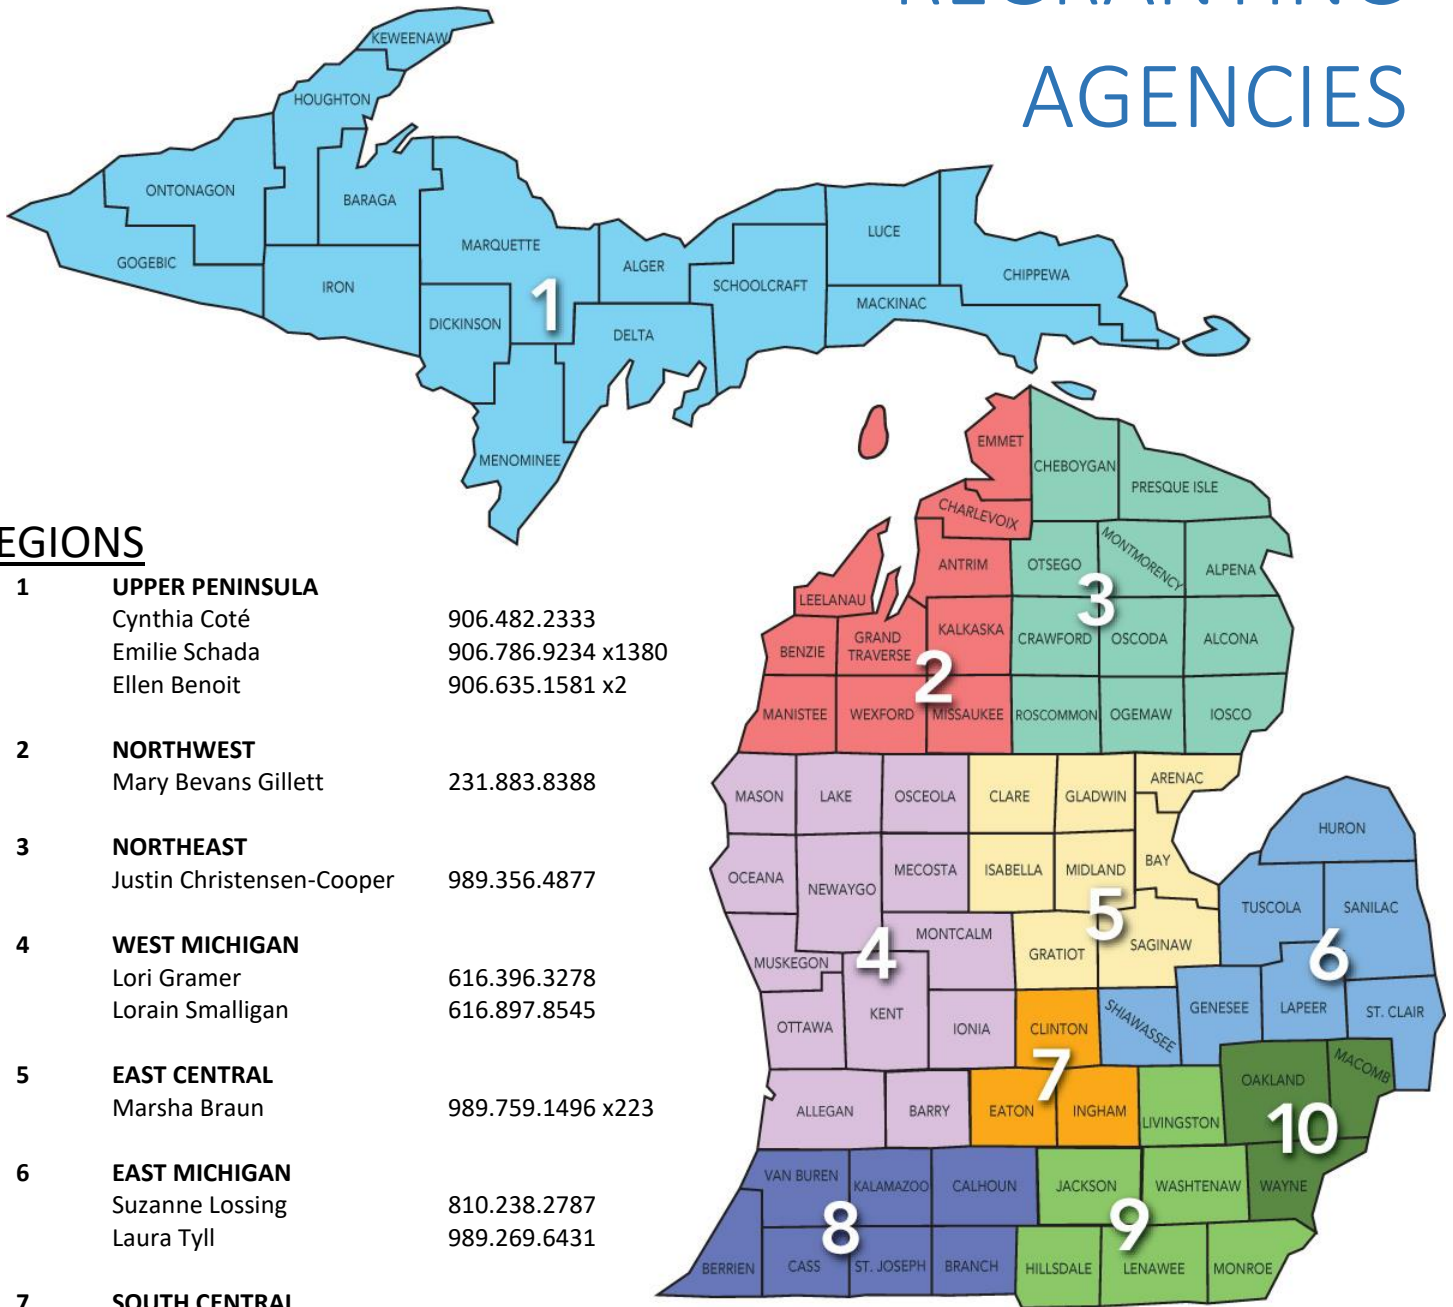 REGRANTING
AGENCIES
KEWEENAW
HOUGHTON
ONTONAGON
BARAGA
GOGEBIC
IRON
MARQUETTE
DICKINSON
1
ALGER
DELTA
SCHOOLCRAFT
LUCE
MACKINAC
CHIPPEWA
MENOMINEE
EMMET
CHEBOYGAN
PRESQUE ISLE
CHARLEVOIX
ANTRIM
OTSEGO
MONTMORENCY
ALPENA
3
LEELANAU
BENZIE
GRAND
TRAVERSE
KALKASKA
CRAWFORD
OSCODA
ALCONA
2
MANISTEE
WEXFORD
MISSAUKEE
ROSCOMMON
OGEMAW
IOSCO
MASON
LAKE
OSCEOLA
CLARE
GLADWIN
ARENAC
HURON
OCEANA
NEWAYGO
MECOSTA
ISABELLA
MIDLAND
BAY
5
TUSCOLA
SANILAC
MUSKEGON
4
MONTCALM
GRATIOT
SAGINAW
6
OTTAWA
KENT
IONIA
CLINTON
SHIAWASSEE
GENESEE
LAPEER
ST. CLAIR
7
ALLEGAN
BARRY
EATON
INGHAM
LIVINGSTON
OAKLAND
MACOMB
10
VAN BUREN
KALAMAZOO
CALHOUN
JACKSON
WASHTENAW
WAYNE
8
9
BERRIEN
CASS
ST. JOSEPH
BRANCH
HILLSDALE
LENAWEE
MONROE
EGIONS
1 UPPER PENINSULA
Cynthia Coté 906.482.2333
Emilie Schada 906.786.9234 x1380
Ellen Benoit 906.635.1581 x2
2 NORTHWEST
Mary Bevans Gillett 231.883.8388
3 NORTHEAST
Justin Christensen-Cooper 989.356.4877
4 WEST MICHIGAN
Lori Gramer 616.396.3278
Lorain Smalligan 616.897.8545
5 EAST CENTRAL
Marsha Braun 989.759.1496 x223
6 EAST MICHIGAN
Suzanne Lossing 810.238.2787
Laura Tyll 989.269.6431
7 SOUTH CENTRAL